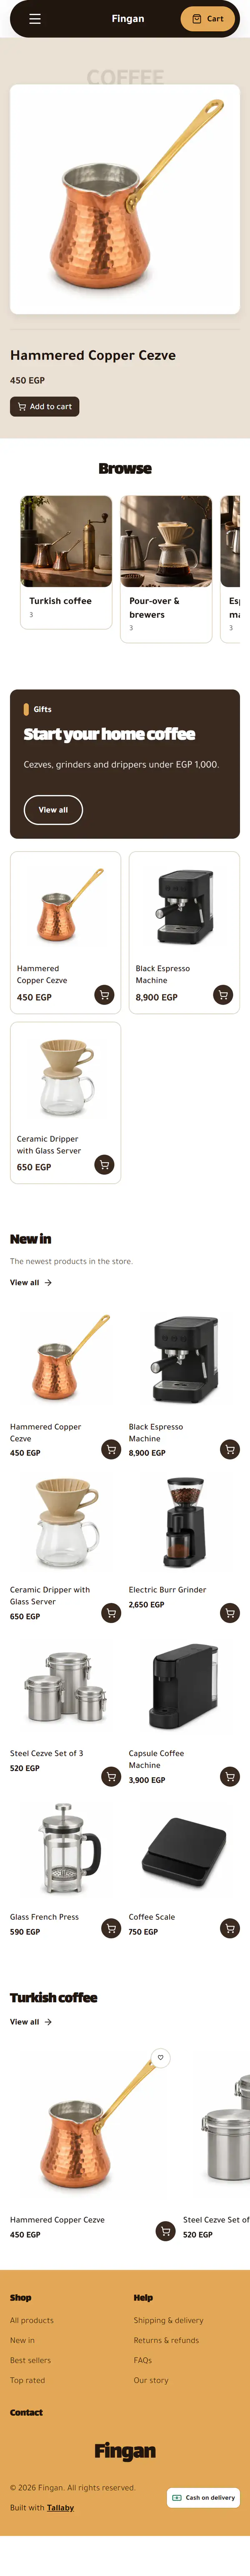 Fingan
Cart
COFFEE
Hammered Copper Cezve
450 EGP
Add to cart
Browse
Turkish coffee
3
Pour-over &
brewers
3
3
Gifts
Start your home coffee
Cezves, grinders and drippers under EGP 1,000.
View all
Hammered
Copper Cezve
450 EGP
Black Espresso
Machine
8,900 EGP
Ceramic Dripper
with Glass Server
650 EGP
New in
The newest products in the store.
View all
Hammered Copper
Cezve
450 EGP
Black Espresso
Machine
8,900 EGP
Ceramic Dripper with
Glass Server
650 EGP
Electric Burr Grinder
2,650 EGP
Steel Cezve Set of 3
520 EGP
Capsule Coffee
Machine
3,900 EGP
Glass French Press
590 EGP
Coffee Scale
750 EGP
Turkish coffee
View all
Hammered Copper Cezve
450 EGP
Steel Cezve Set of
520 EGP
Shop
All products
New in
Best sellers
Top rated
Help
Shipping & delivery
Returns & refunds
FAQs
Our story
Contact
Fingan
© 2026 Fingan. All rights reserved.
Built with Tallaby
Cash on delivery